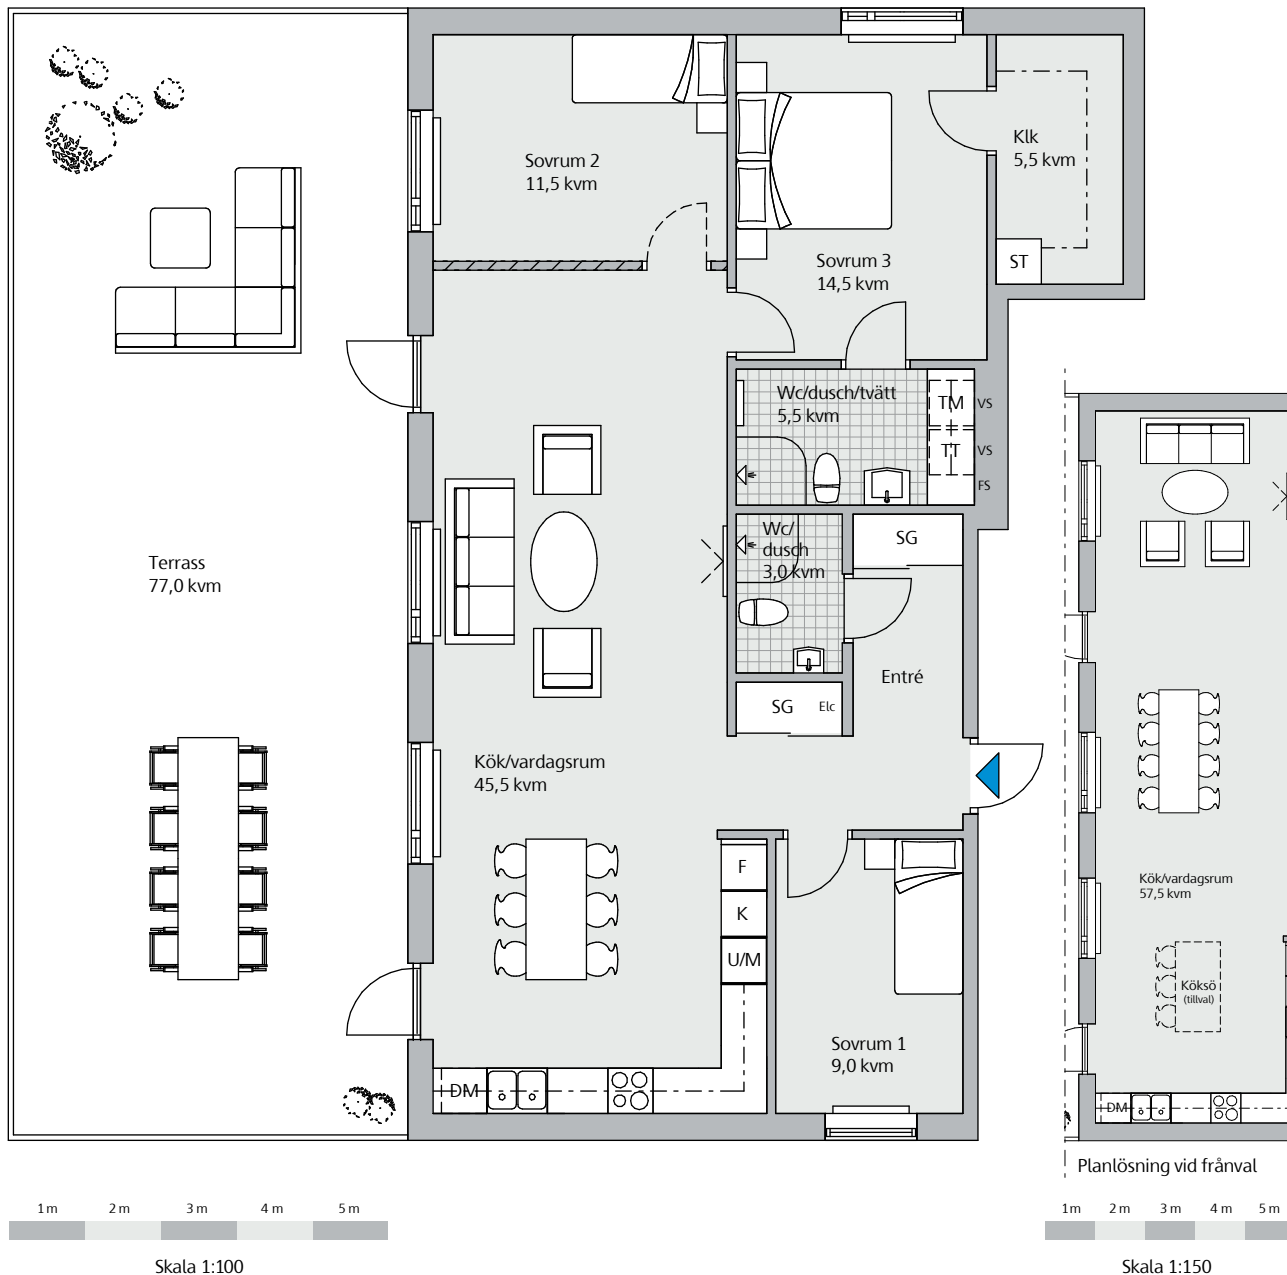 Sovrum 2
11,5 kvm
Klk
5,5 kvm
Sovrum 3
14,5 kvm
ST
Wc/dusch/tvätt
5,5 kvm
TM
VS
TT
VS
FS
Wc/
dusch
3,0 kvm
SG
Terrass
77,0 kvm
Entré
SG
Elc
Kök/vardagsrum
45,5 kvm
F
K
U/M
Sovrum 1
9,0 kvm
DM
Kök/vardagsrum
57,5 kvm
Köksö
(tillval)
DM
Planlösning vid frånval
1 m 2 m 3 m 4 m 5 m
Skala 1:100
1 m 2 m 3 m 4 m 5 m
Skala 1:150